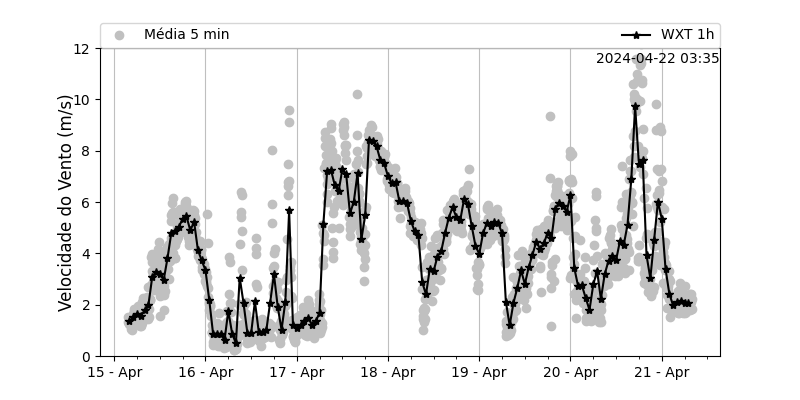 Média 5 min WXT 1h
2024-04-22 03:35
Velocidade do Vento (m/s)
12
10
8
6
4
2
0
15 - Apr 16 - Apr 17 - Apr 18 - Apr 19 - Apr 20 - Apr 21 - Apr